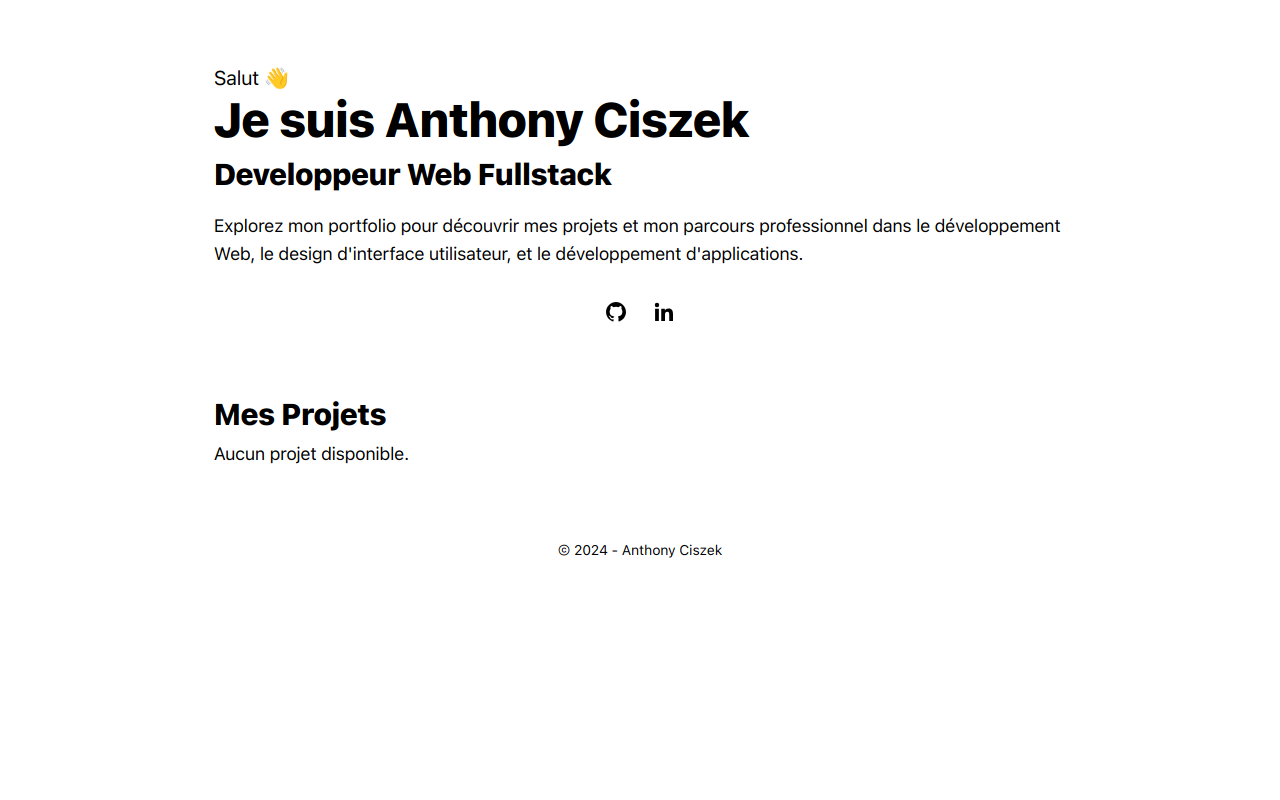 Salut 👋
Je suis Anthony Ciszek
Developpeur Web Fullstack
Explorez mon portfolio pour découvrir mes projets et mon parcours professionnel dans le développement
Web, le design d'interface utilisateur, et le développement d'applications.
Mes Projets
Aucun projet disponible.
© 2024 - Anthony Ciszek